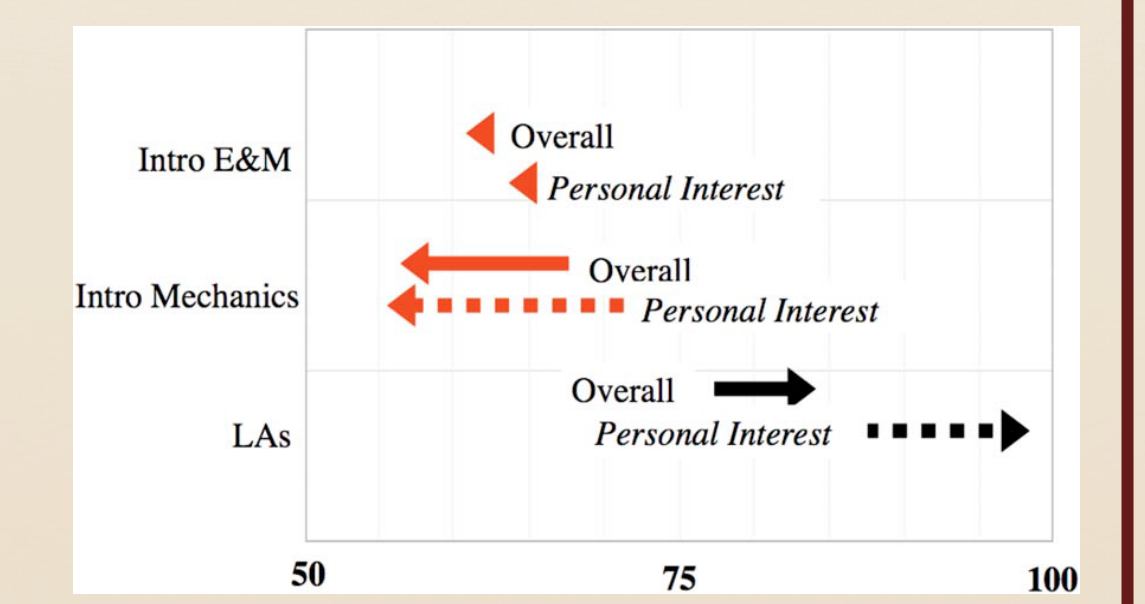 Overall
Intro E&M
Personal Interest
Overall
Intro Mechanics
Personal Interest
Overall
LAs
Personal Interest
50
75
100